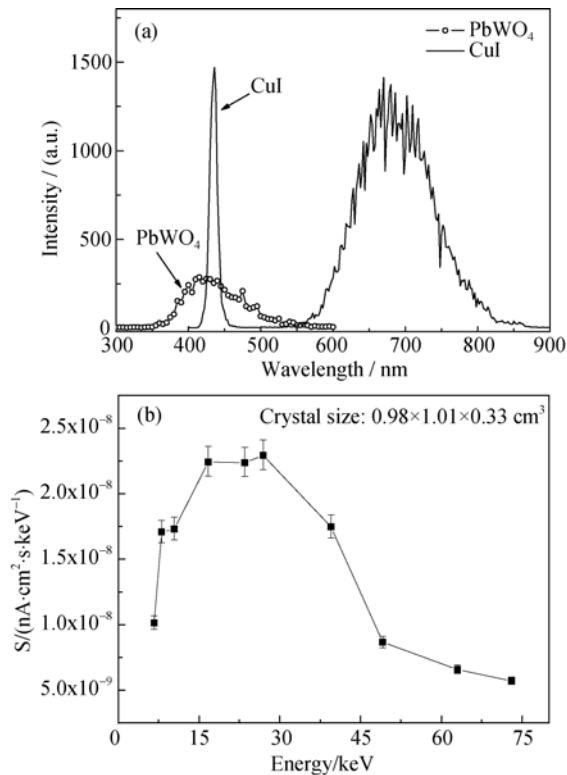 (a)
PbWO₄
CuI
CuI
PbWO₄
1500
1000
500
0
Intensity / (a.u.)
300 400 500 600 700 800 900
Wavelength / nm
(b)
Crystal size: 0.98×1.01×0.33 cm³
2.5x10⁻⁸
2.0x10⁻⁸
1.5x10⁻⁸
1.0x10⁻⁸
5.0x10⁻⁹
S/(nA·cm²·s·keV⁻¹)
0 15 30 45 60 75
Energy/keV